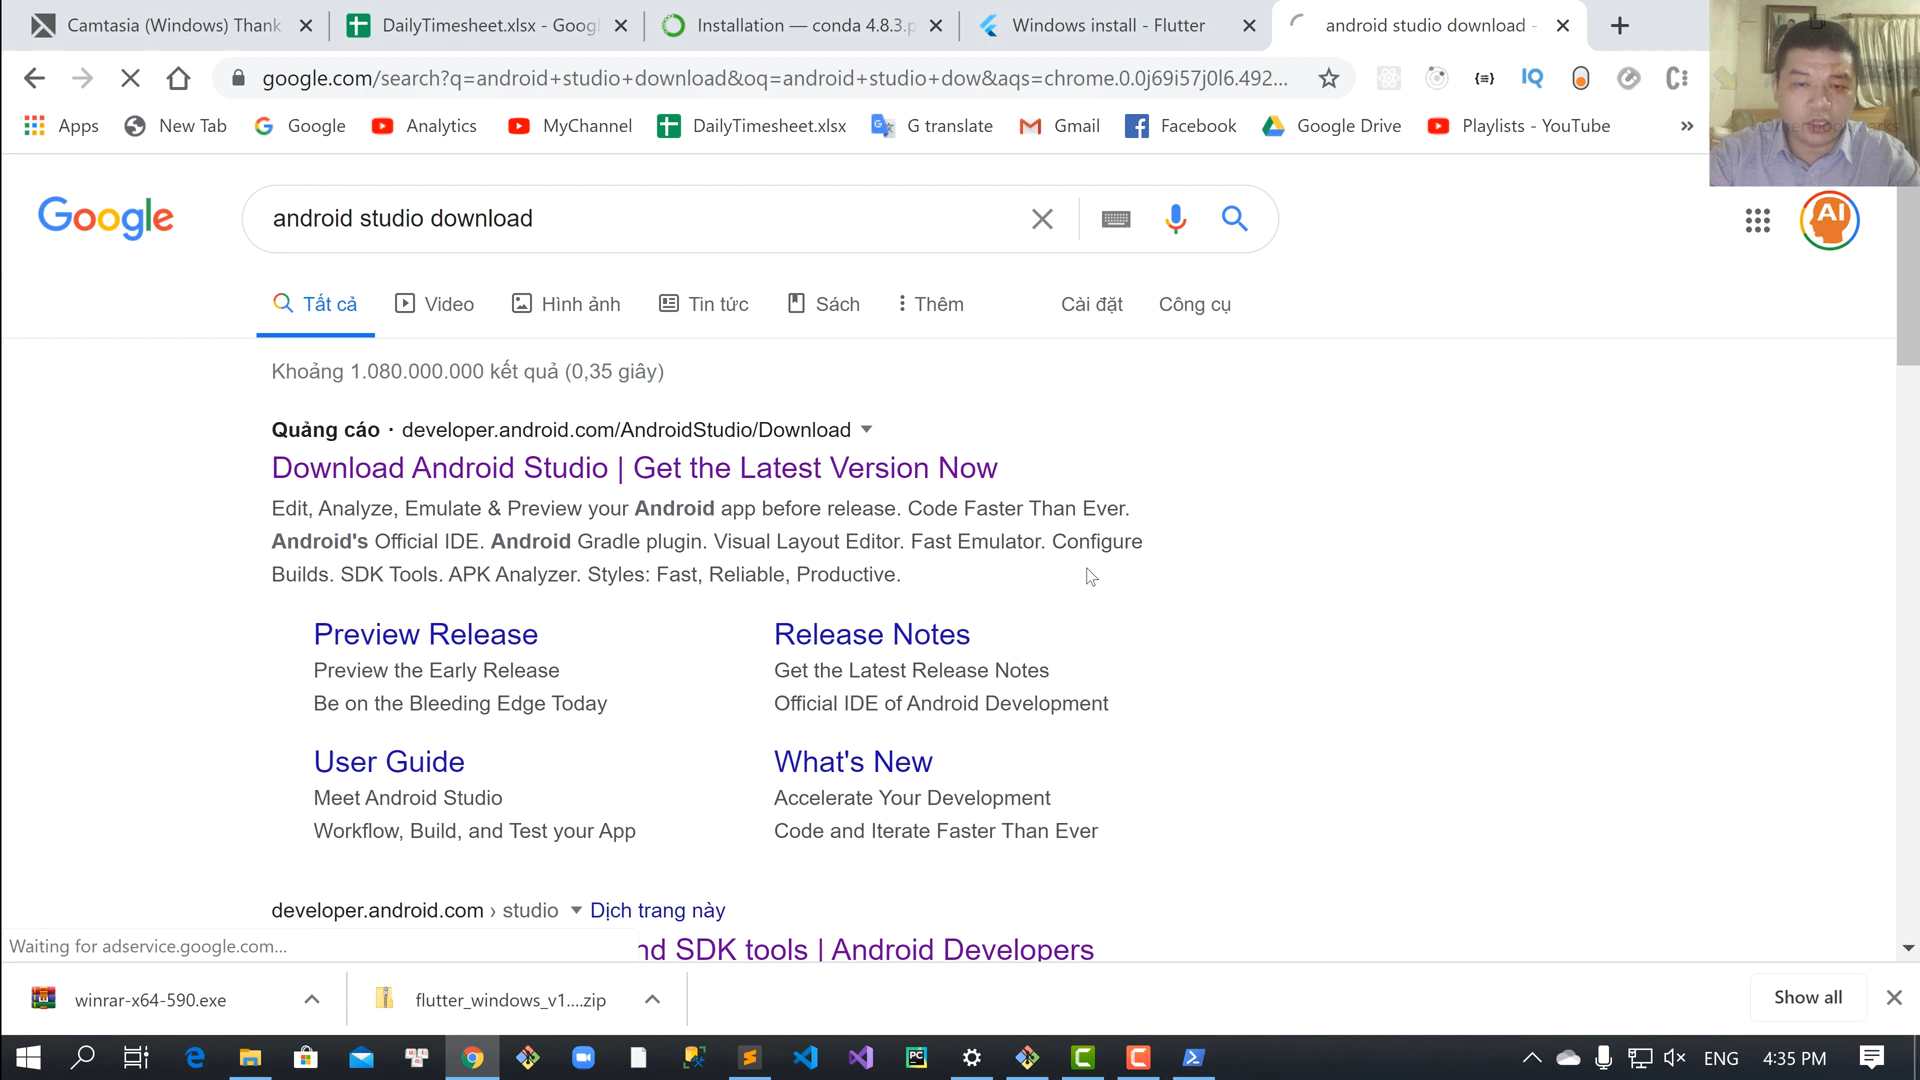 Camtasia (Windows) Thank
DailyTimesheet.xlsx - Goog
Installation — conda 4.8.3.p
Windows install - Flutter
android studio download -
google.com/search?q=android+studio+download&oq=android+studio+dow&aqs=chrome.0.0j69i57j0l6.492...
Apps
New Tab
Google
Analytics
MyChannel
DailyTimesheet.xlsx
G translate
Gmail
Facebook
Google Drive
Playlists - YouTube
Google
android studio download
AI
Tất cả
Video
Hình ảnh
Tin tức
Sách
Thêm
Cài đặt
Công cụ
Khoảng 1.080.000.000 kết quả (0,35 giây)
Quảng cáo · developer.android.com/AndroidStudio/Download
Download Android Studio | Get the Latest Version Now
Edit, Analyze, Emulate & Preview your Android app before release. Code Faster Than Ever.
Android's Official IDE. Android Gradle plugin. Visual Layout Editor. Fast Emulator. Configure
Builds. SDK Tools. APK Analyzer. Styles: Fast, Reliable, Productive.
Preview Release
Preview the Early Release
Be on the Bleeding Edge Today
Release Notes
Get the Latest Release Notes
Official IDE of Android Development
User Guide
Meet Android Studio
Workflow, Build, and Test your App
What's New
Accelerate Your Development
Code and Iterate Faster Than Ever
developer.android.com › studio
Dịch trang này
nd SDK tools | Android Developers
Waiting for adservice.google.com...
winrar-x64-590.exe
flutter_windows_v1....zip
Show all
ENG
4:35 PM